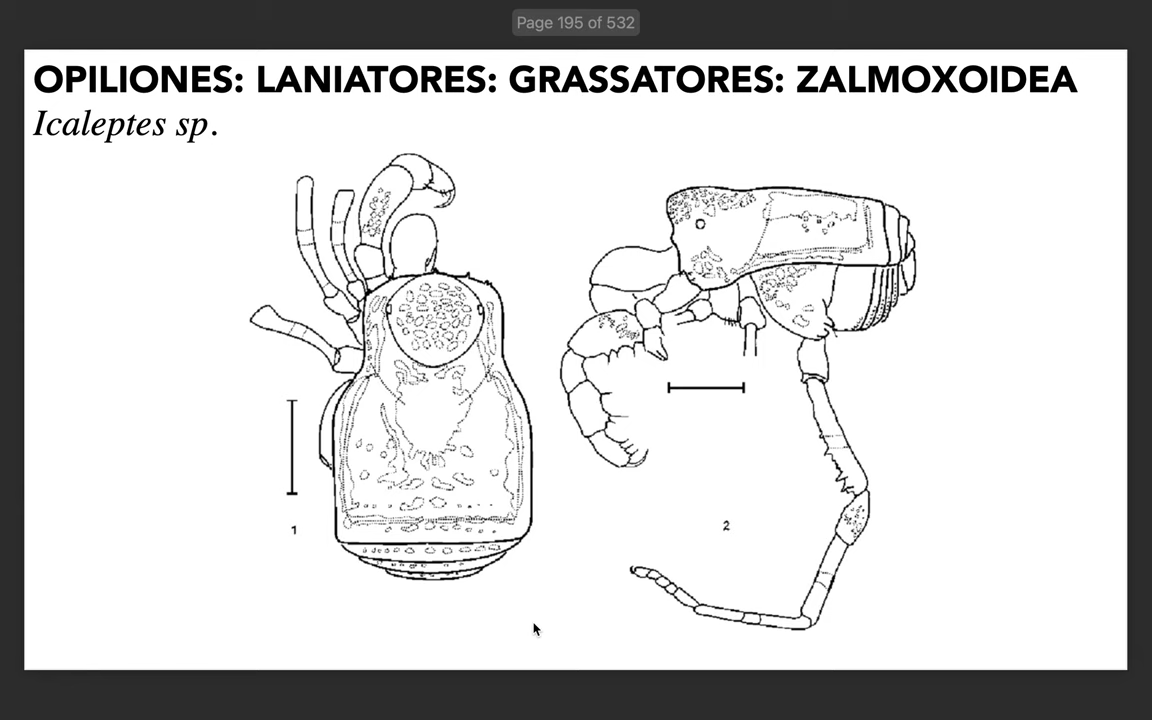 Page 195 of 532
OPILIONES: LANIATORES: GRASSATORES: ZALMOXOIDEA
Icaleptes sp.
1
2